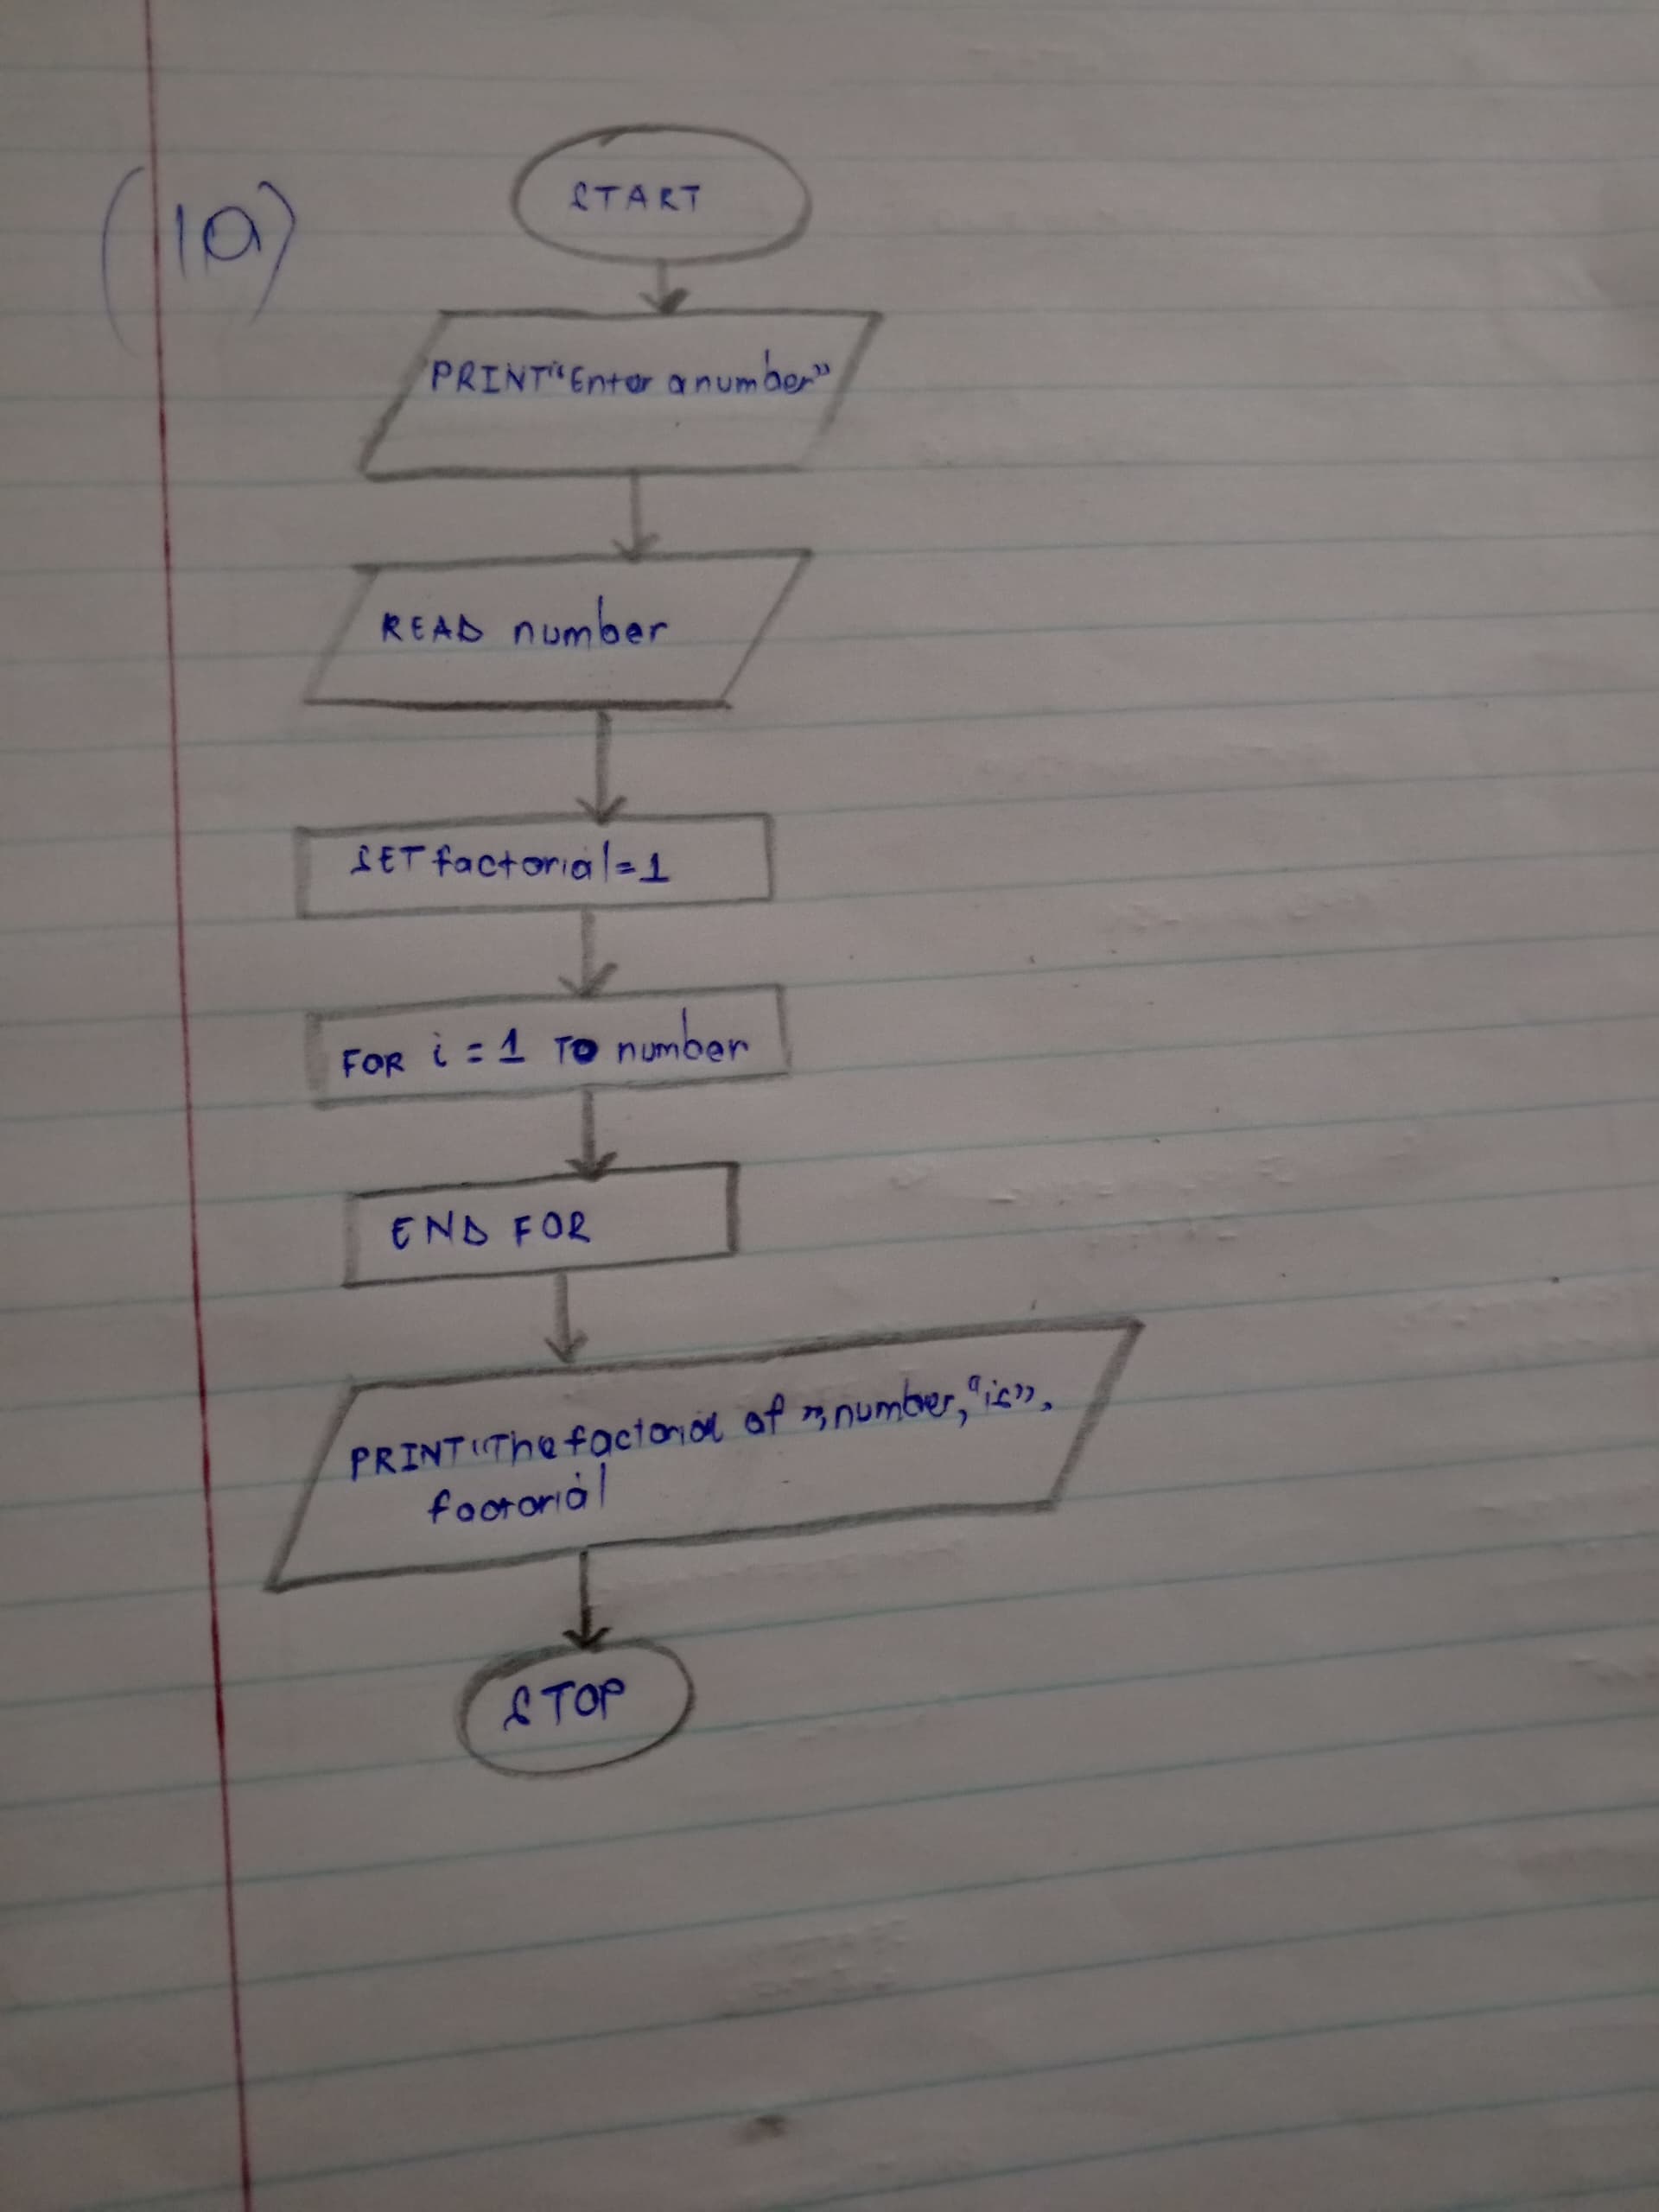 (10)
START
PRINT "Enter a number"
READ number
SET factorial = 1
FOR i = 1 TO number
END FOR
PRINT "The factorial of ", number, "is",
factorial
STOP